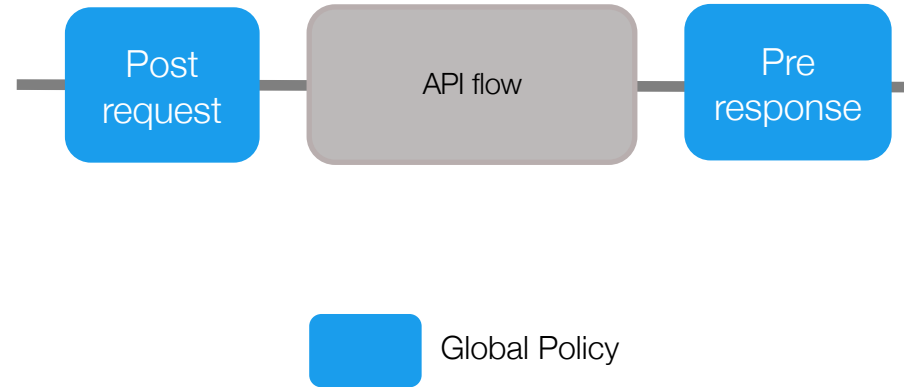 Post
request
API flow
Pre
response
Global Policy